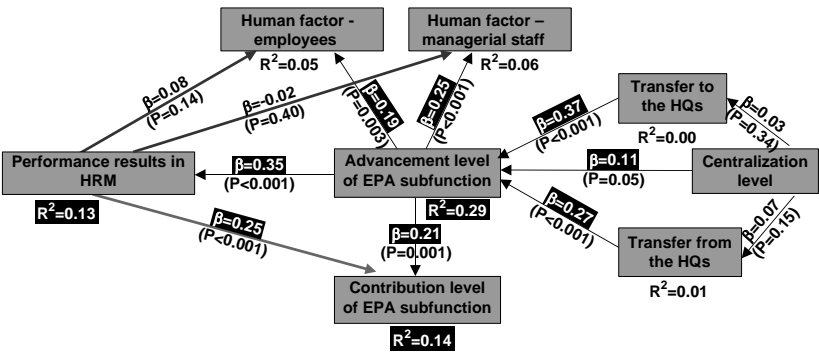 Human factor -
employees
R²=0.05
Human factor –
managerial staff
R²=0.06
β=0.08
(P=0.14)
β=-0.02
(P=0.40)
β=0.19
(P=0.003)
β=0.25
(P<0.001)
β=0.37
(P<0.001)
Transfer to
the HQs
R²=0.00
β=0.03
(P=0.34)
Performance results in
HRM
R²=0.13
β=0.35
(P<0.001)
Advancement level
of EPA subfunction
R²=0.29
β=0.11
(P=0.05)
Centralization
level
β=0.25
(P<0.001)
β=0.21
(P=0.001)
β=0.27
(P<0.001)
Transfer from
the HQs
R²=0.01
β=0.07
(P=0.15)
Contribution level
of EPA subfunction
R²=0.14